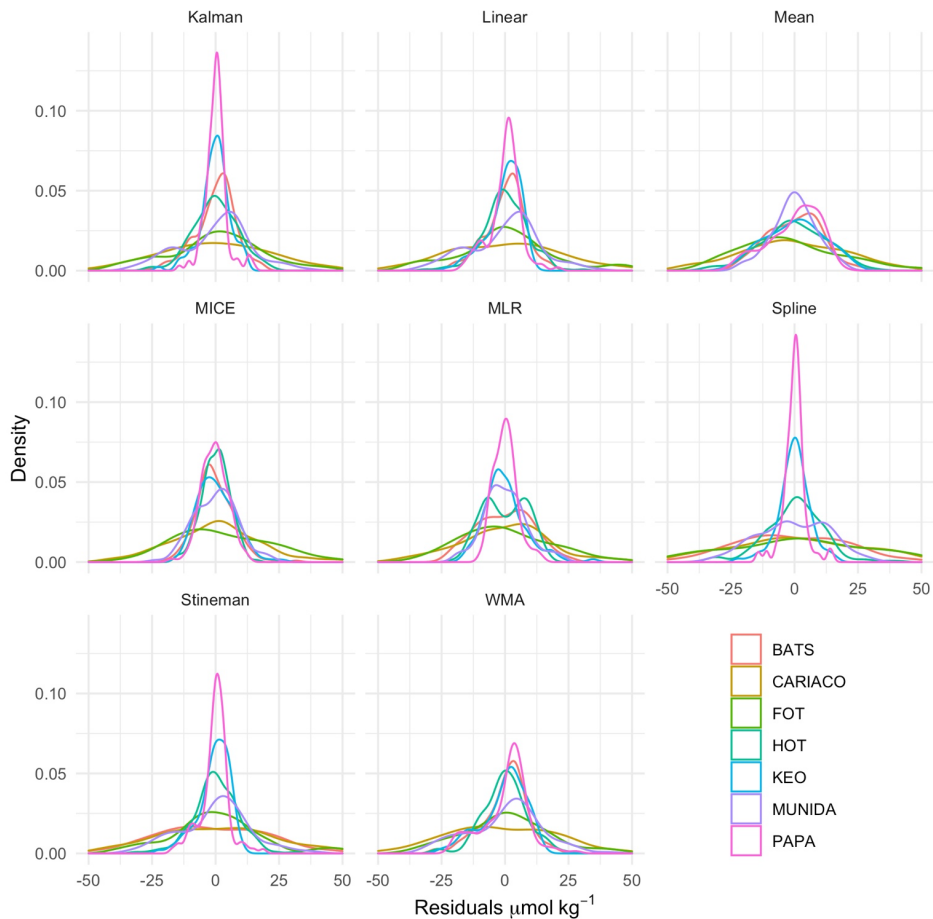 Kalman Linear Mean
0.10
0.05
0.00
MICE MLR Spline
0.10
0.05
0.00
-50 -25 0 25 50
Stineman WMA
0.10
0.05
0.00
-50 -25 0 25 50 -50 -25 0 25 50
Density
Residuals μmol kg⁻¹
BATS
CARIACO
FOT
HOT
KEO
MUNIDA
PAPA